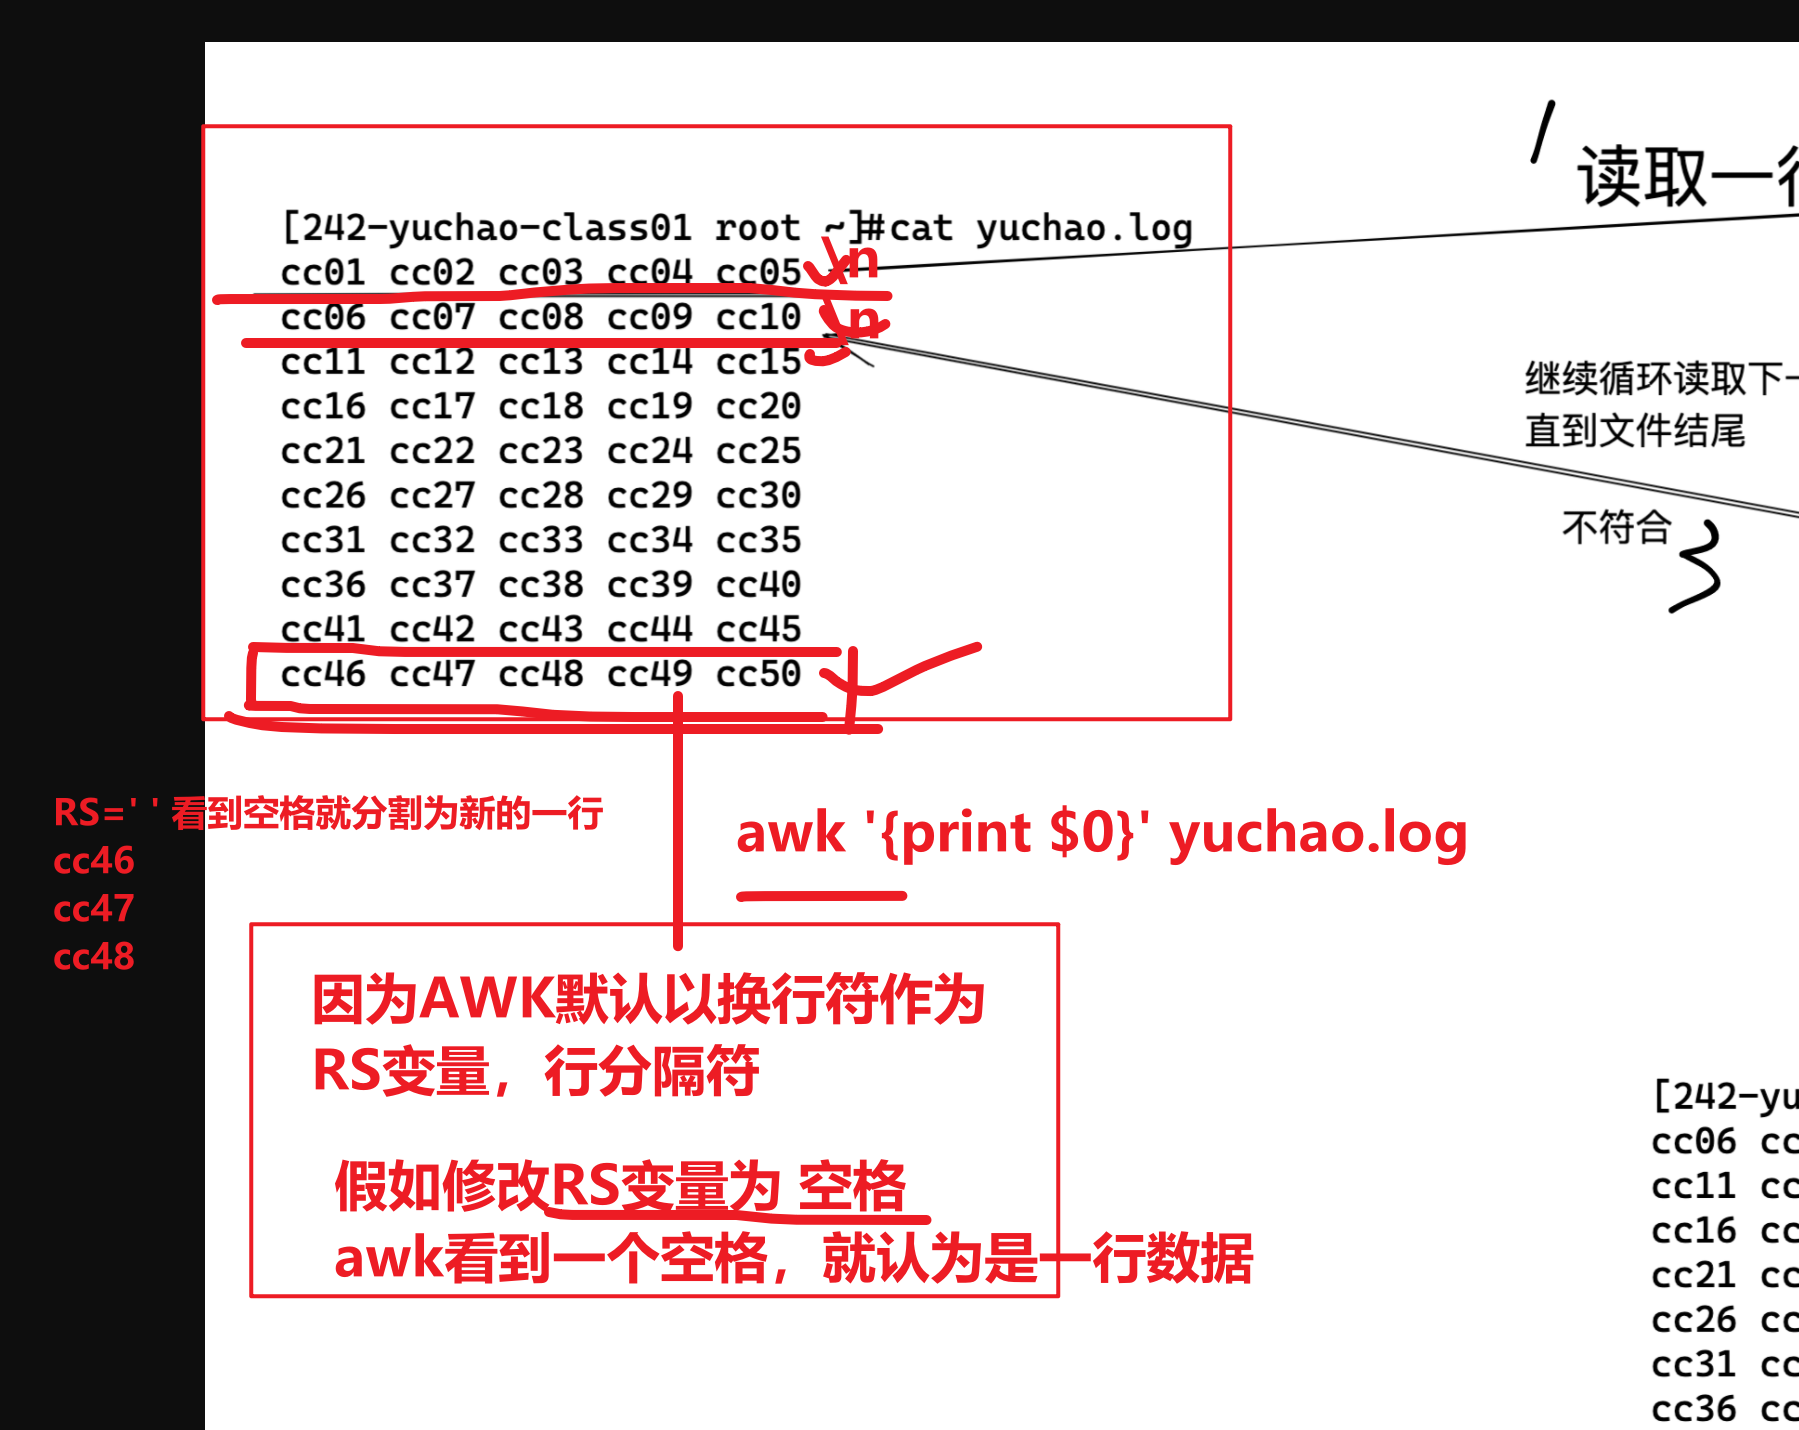 读取一行
[242-yuchao-class01 root ~]#cat yuchao.log
cc01 cc02 cc03 cc04 cc05 \n
cc06 cc07 cc08 cc09 cc10 \n
cc11 cc12 cc13 cc14 cc15
cc16 cc17 cc18 cc19 cc20
cc21 cc22 cc23 cc24 cc25
cc26 cc27 cc28 cc29 cc30
cc31 cc32 cc33 cc34 cc35
cc36 cc37 cc38 cc39 cc40
cc41 cc42 cc43 cc44 cc45
cc46 cc47 cc48 cc49 cc50
继续循环读取下一
直到文件结尾
不符合
RS=' ' 看到空格就分割为新的一行
cc46
cc47
cc48
awk '{print $0}' yuchao.log
因为AWK默认以换行符作为
RS变量，行分隔符
假如修改RS变量为 空格
awk看到一个空格，就认为是一行数据
[242-yu
cc06 cc
cc11 cc
cc16 cc
cc21 cc
cc26 cc
cc31 cc
cc36 cc